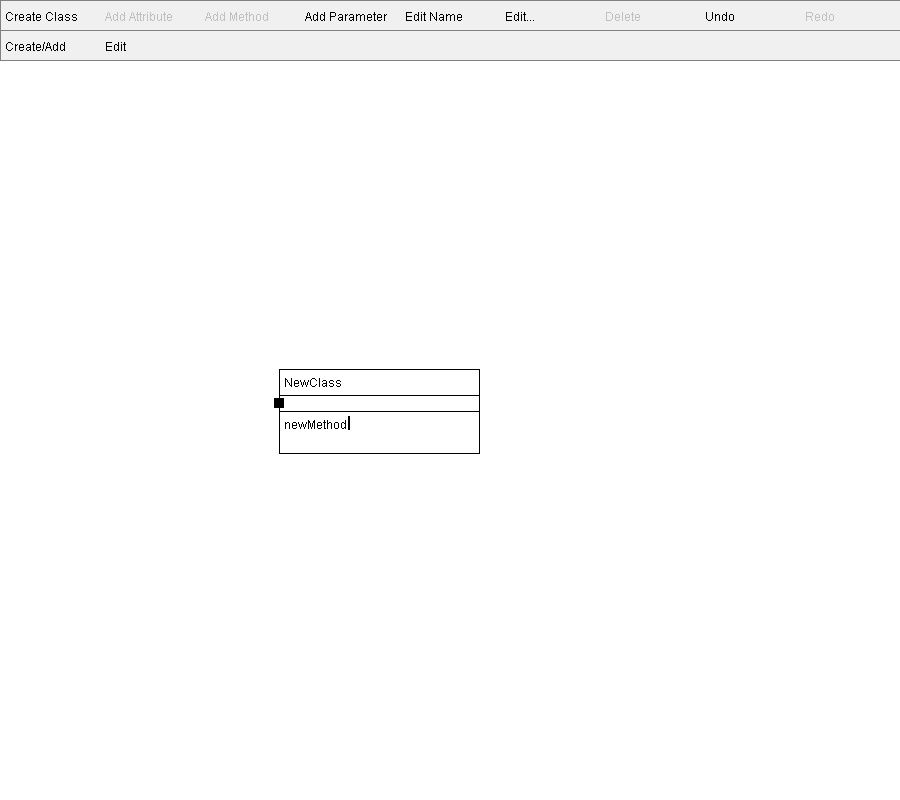 Create Class Add Attribute Add Method Add Parameter Edit Name Edit... Delete Undo Redo
Create/Add Edit
NewClass
newMethod